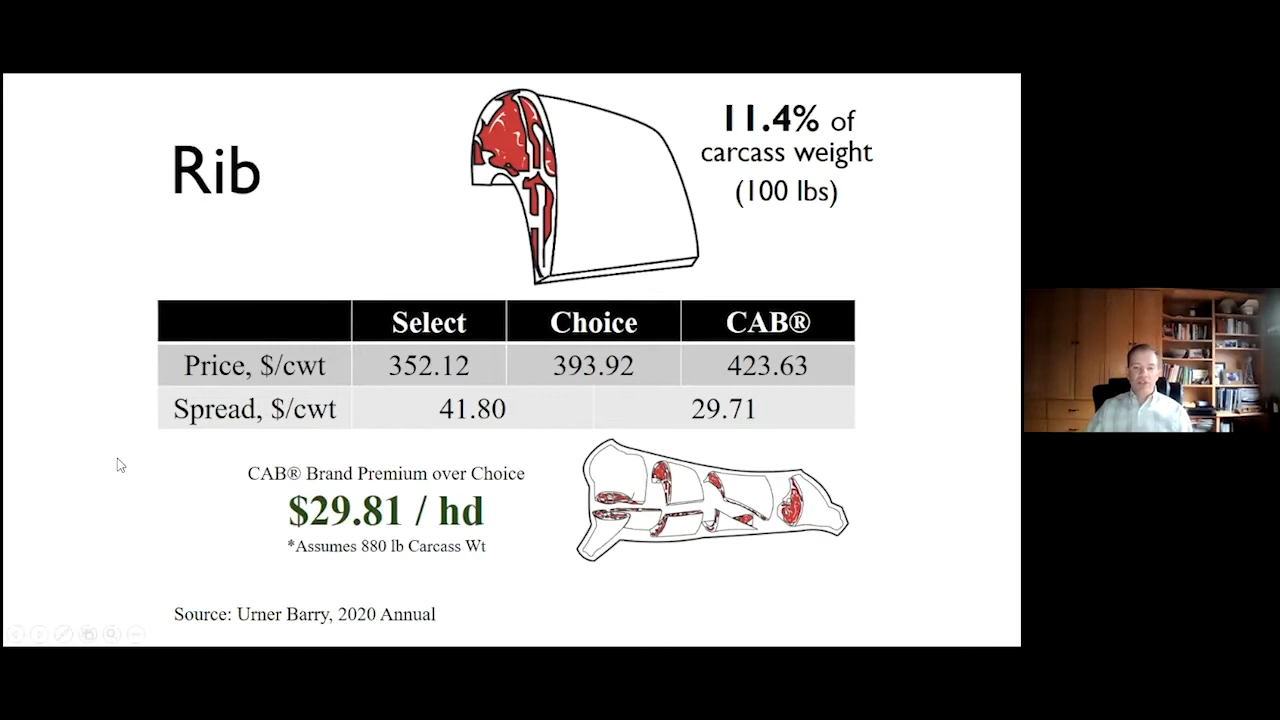 Rib
11.4% of
carcass weight
(100 lbs)
Select Choice CAB®
Price, $/cwt 352.12 393.92 423.63
Spread, $/cwt 41.80 29.71
CAB® Brand Premium over Choice
$29.81 / hd
*Assumes 880 lb Carcass Wt
Source: Urner Barry, 2020 Annual